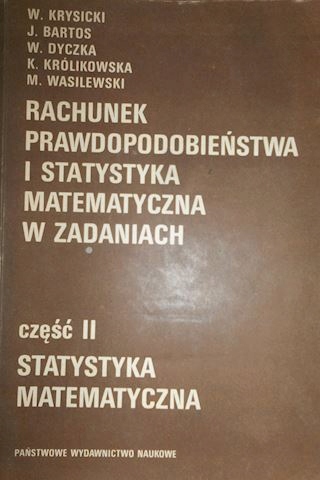 W. KRYSICKI
J. BARTOS
W. DYCZKA
K. KRÓLIKOWSKA
M. WASILEWSKI
RACHUNEK
PRAWDOPODOBIEŃSTWA
I STATYSTYKA
MATEMATYCZNA
W ZADANIACH
część II
STATYSTYKA
MATEMATYCZNA
PAŃSTWOWE WYDAWNICTWO NAUKOWE